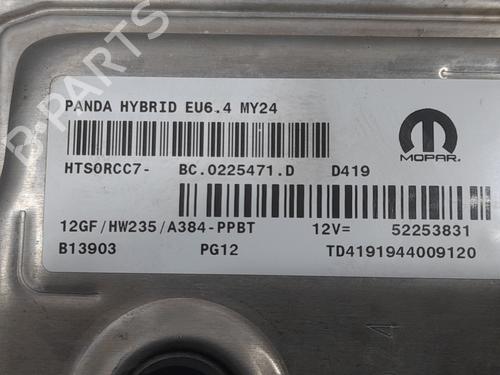 B-PARTS
PANDA HYBRID EU6.4 MY24
MOPAR.
HTSORCC7- BC.0225471.D D419
12GF/HW235/A384-PPBT 12V= 52253831
B13903 PG12 TD4191944009120